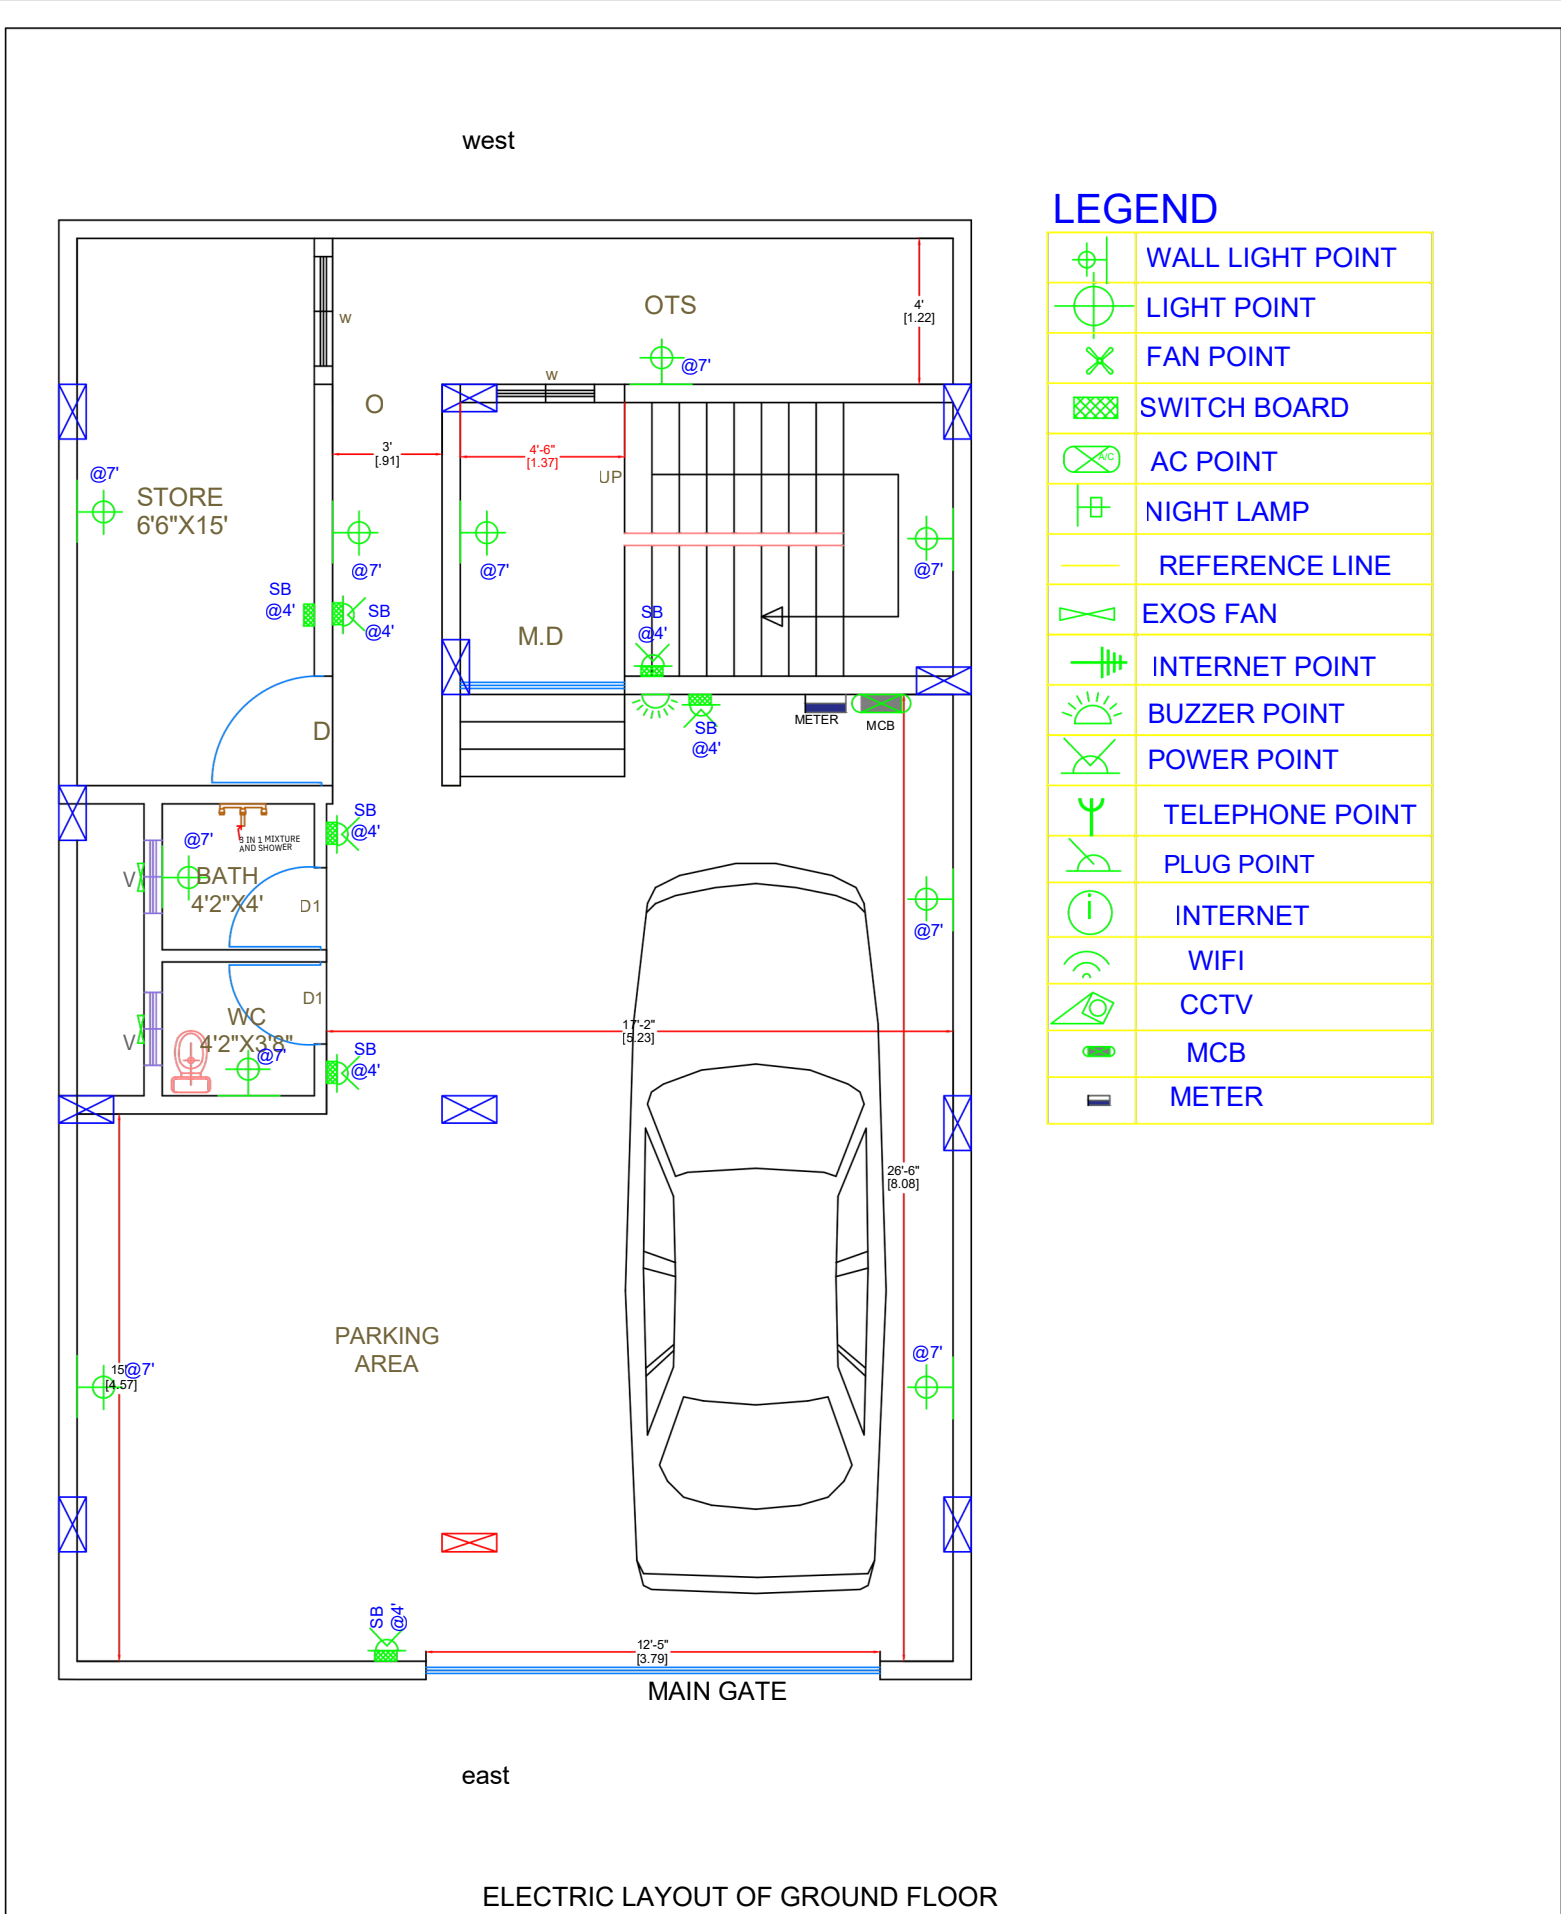 west
LEGEND
WALL LIGHT POINT
LIGHT POINT
FAN POINT
SWITCH BOARD
A/C
AC POINT
NIGHT LAMP
REFERENCE LINE
EXOS FAN
INTERNET POINT
BUZZER POINT
POWER POINT
TELEPHONE POINT
PLUG POINT
i
INTERNET
WIFI
CCTV
MCB
METER
OTS
4'
[1.22]
W
@7'
W
O
3'
[.91]
4'-6"
[1.37]
UP
@7'
STORE
6'6"X15'
@7'
@7'
@7'
SB
@4'
SB
@4'
SB
@4'
M.D
D
METER
MCB
SB
@4'
SB
@4'
@7'
3 IN 1 MIXTURE
AND SHOWER
V
BATH
4'2"X4'
D1
@7'
D1
WC
4'2"X3'8"
V
@7'
SB
@4'
17'-2"
[5.23]
26'-6"
[8.08]
PARKING
AREA
15'
[4.57]
@7'
@7'
SB
@4'
12'-5"
[3.79]
MAIN GATE
east
ELECTRIC LAYOUT OF GROUND FLOOR